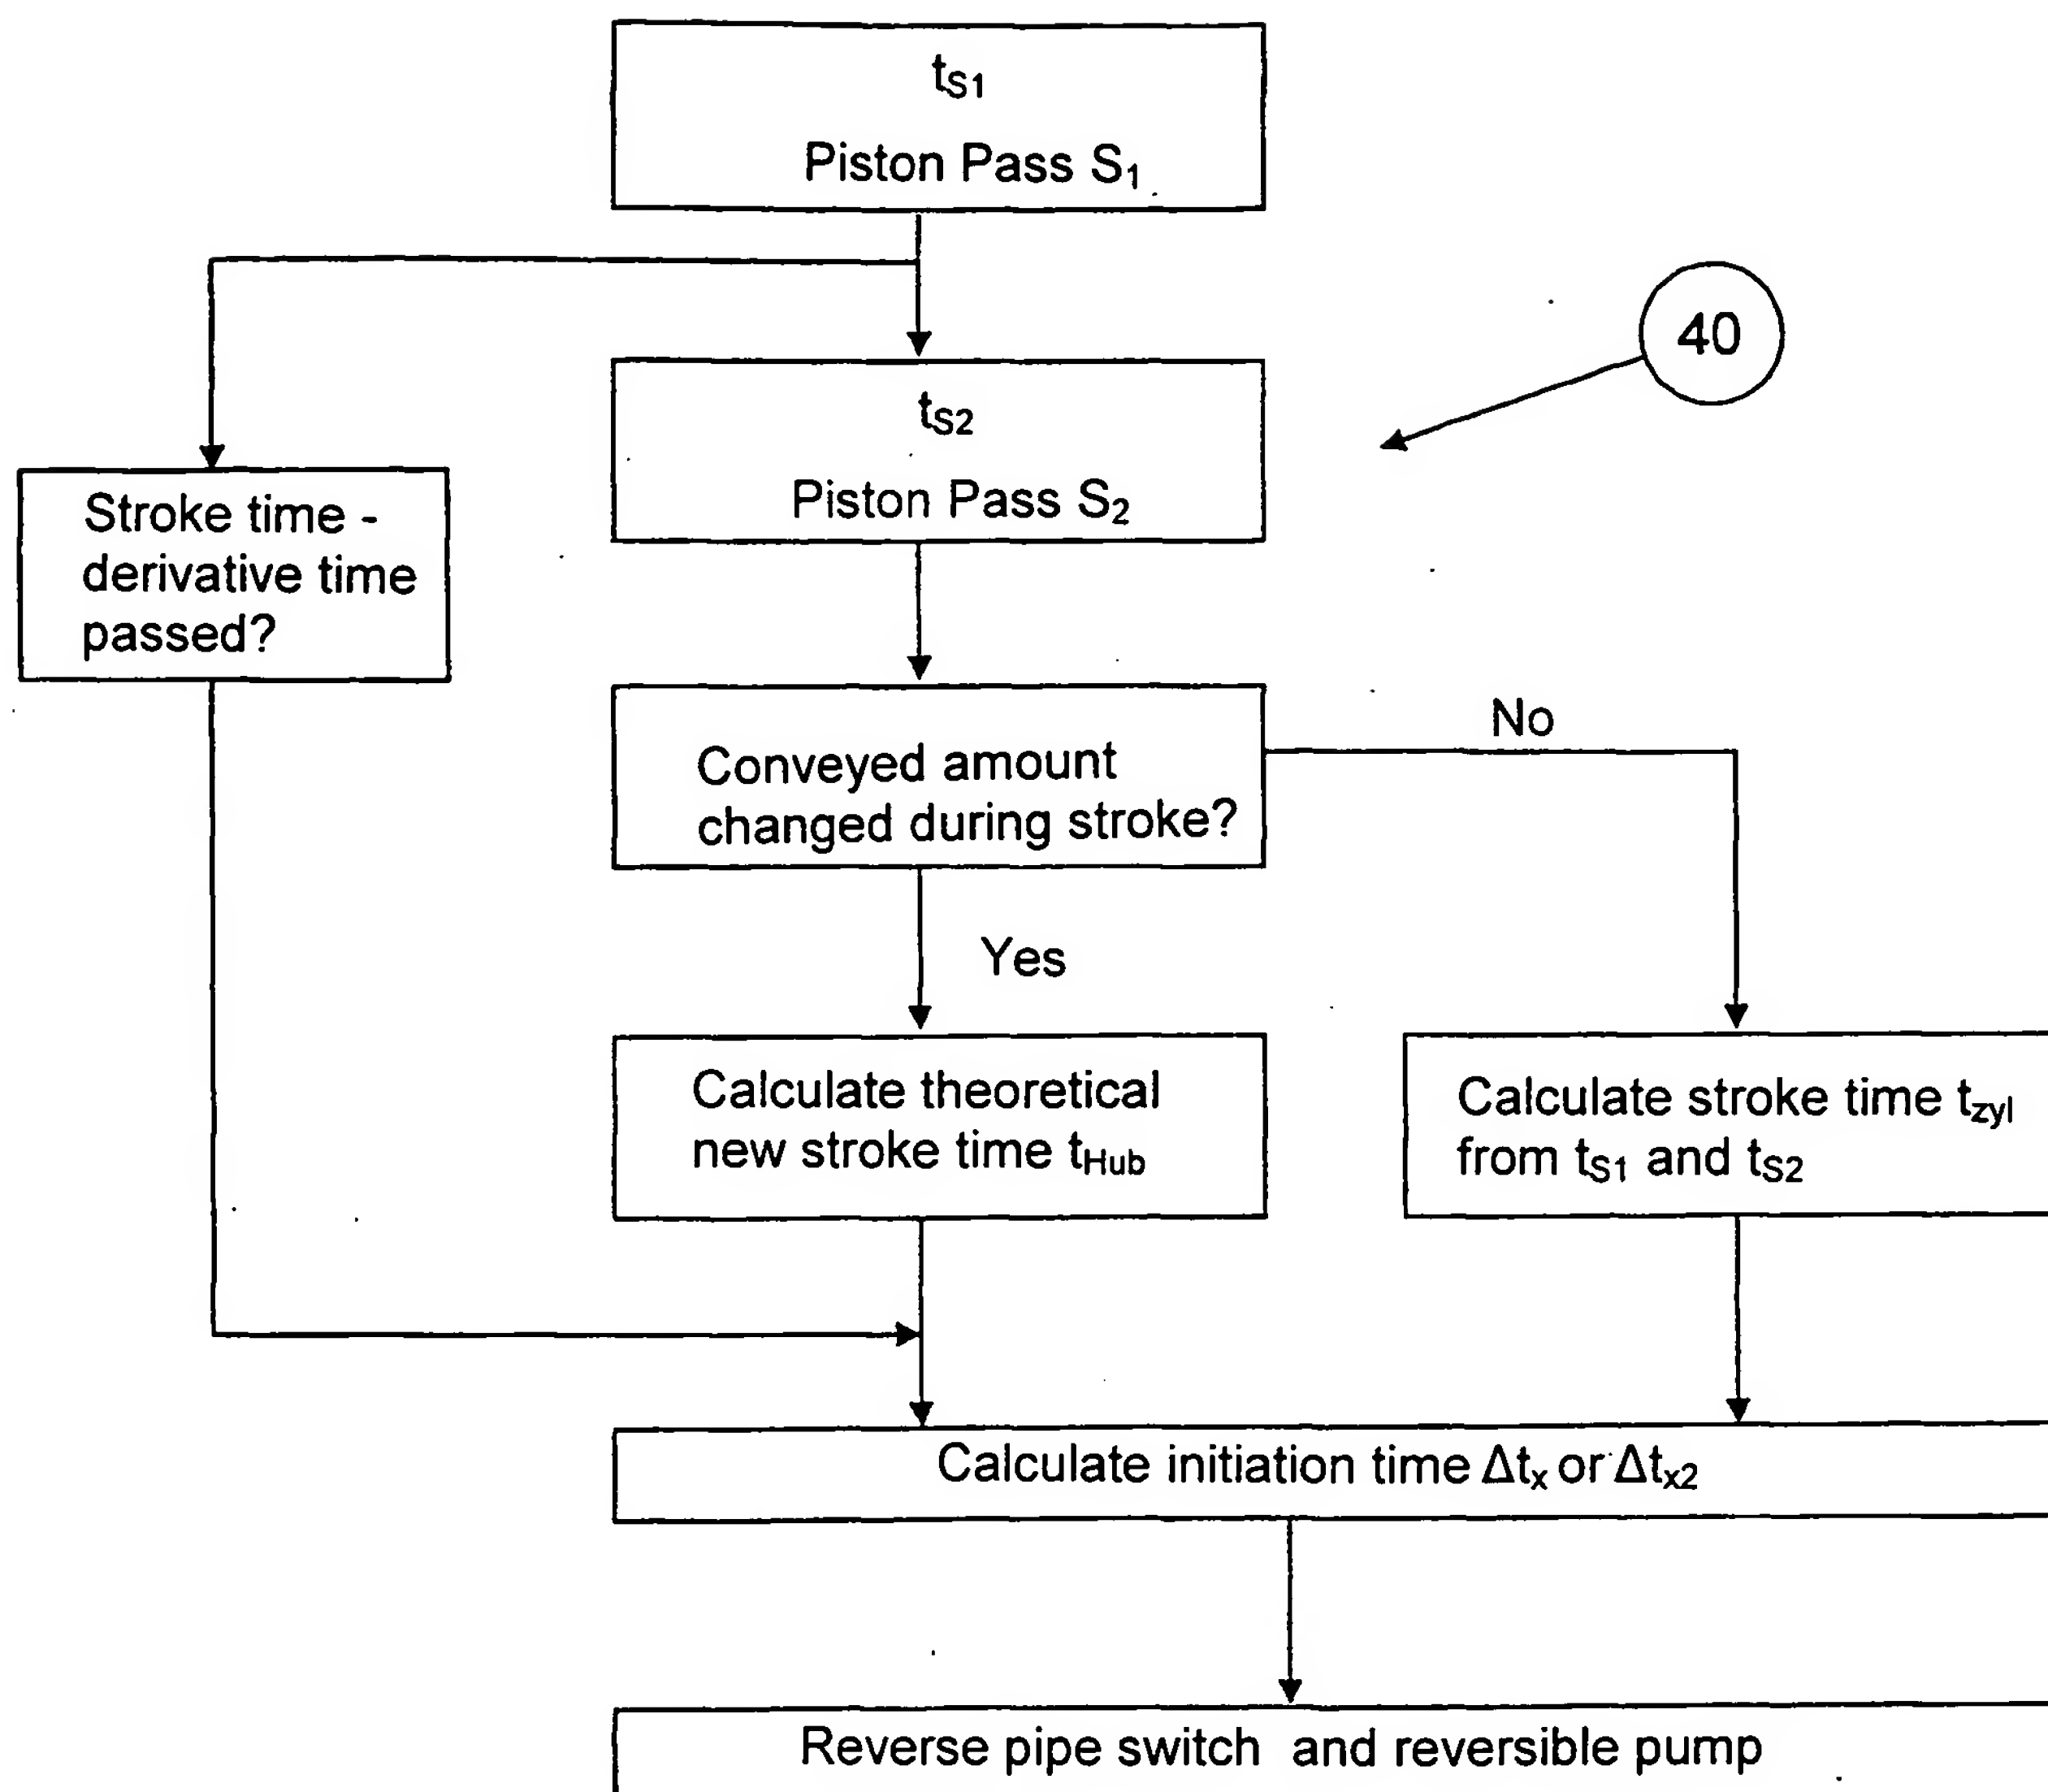 tS1
Piston Pass S1
40
tS2
Piston Pass S2
Stroke time -
derivative time
passed?
No
Conveyed amount
changed during stroke?
Yes
Calculate theoretical
new stroke time tHub
Calculate stroke time tzyl
from tS1 and tS2
Calculate initiation time Δtx or Δtx2
Reverse pipe switch and reversible pump